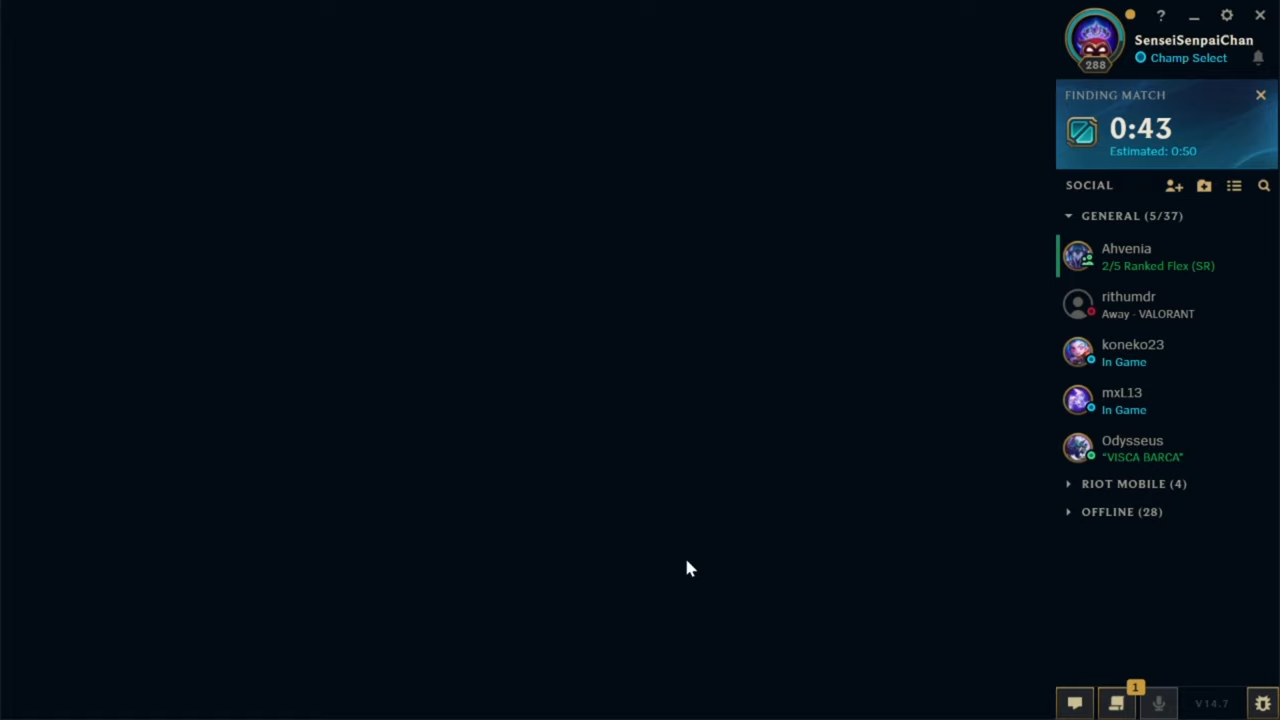 ?
SenseiSenpaiChan
288
Champ Select
FINDING MATCH
0:43
Estimated: 0:50
SOCIAL
GENERAL (5/37)
Ahvenia
2/5 Ranked Flex (SR)
rithumdr
Away - VALORANT
koneko23
In Game
mxL13
In Game
Odysseus
"VISCA BARCA"
RIOT MOBILE (4)
OFFLINE (28)
1
V14.7